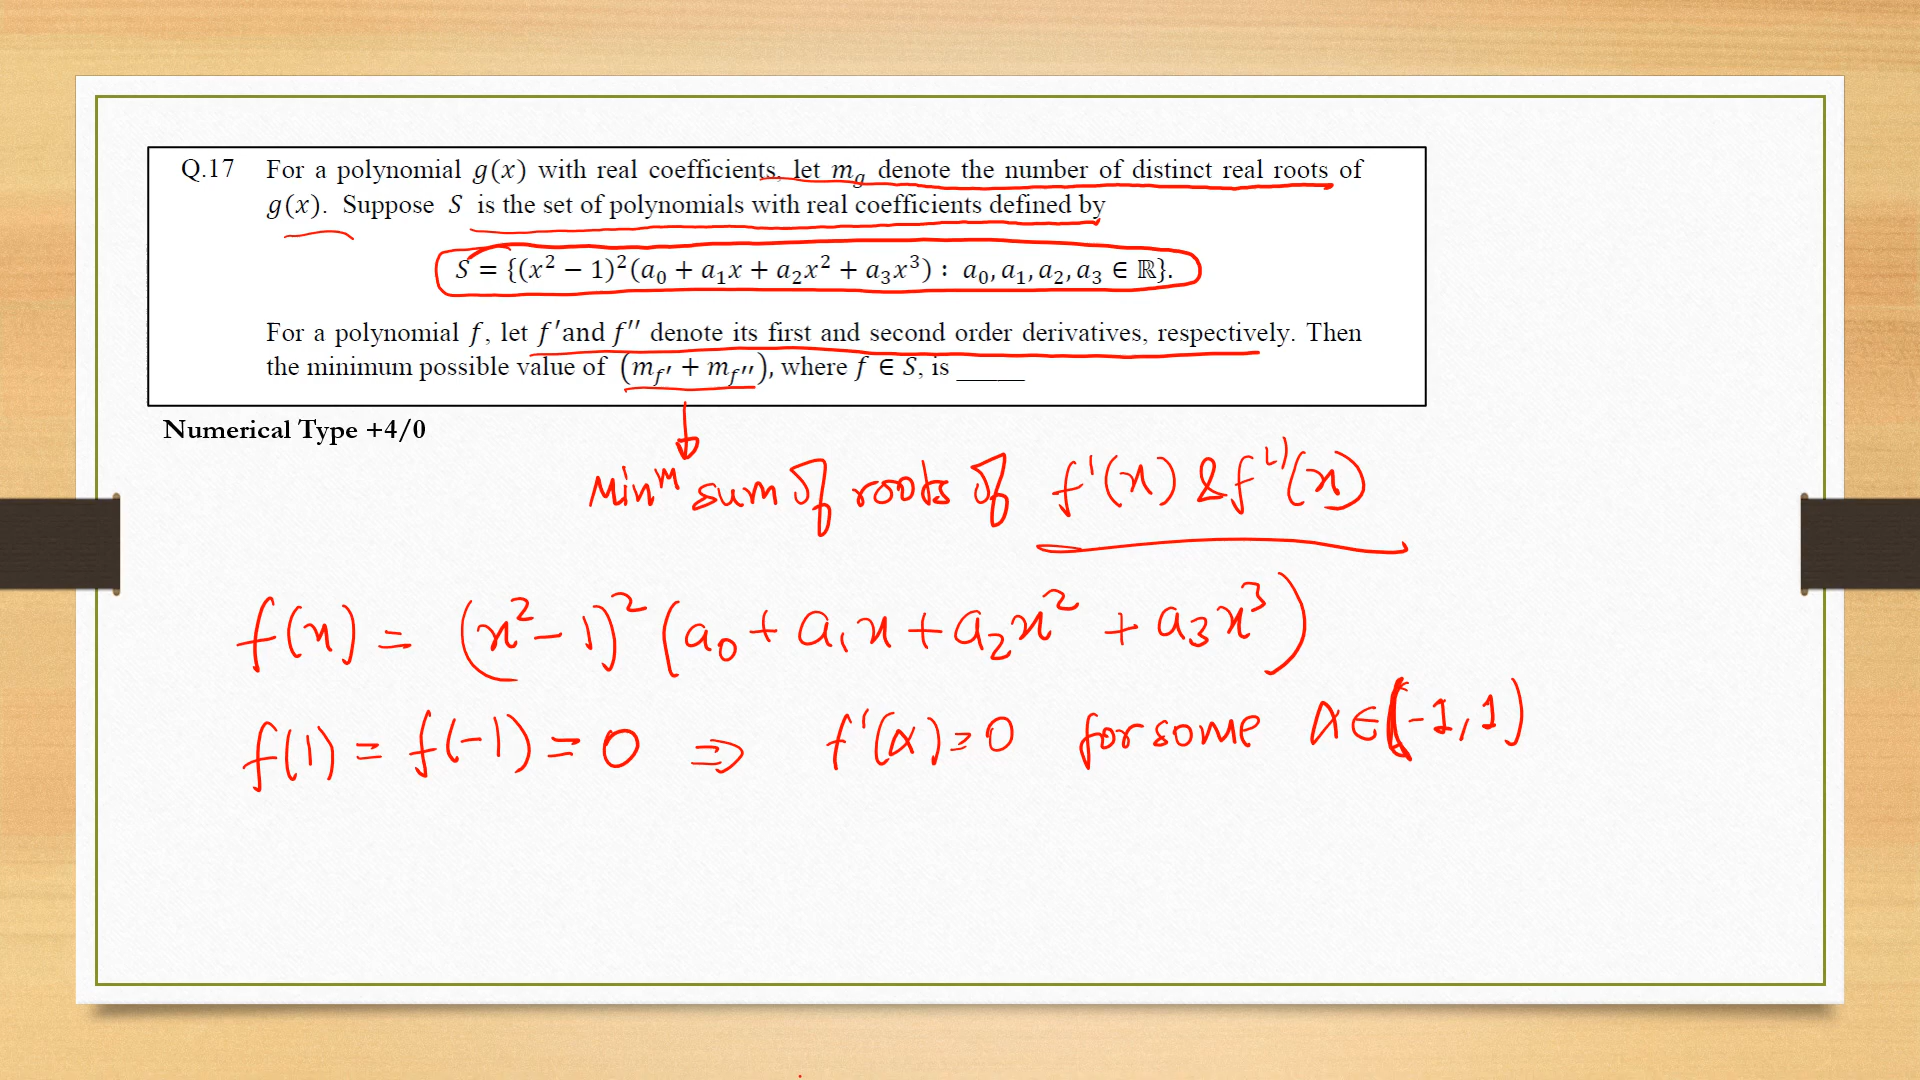 Q.17 For a polynomial g(x) with real coefficients, let m_g denote the number of distinct real roots of
g(x). Suppose S is the set of polynomials with real coefficients defined by
S = {(x² − 1)²(a₀ + a₁x + a₂x² + a₃x³) : a₀, a₁, a₂, a₃ ∈ ℝ}.
For a polynomial f, let f′and f″ denote its first and second order derivatives, respectively. Then
the minimum possible value of (m_f′ + m_f″), where f ∈ S, is _____
Numerical Type +4/0
Minᵐ sum of roots of f'(x) & f''(x)
f(x) = (x² − 1)² (a₀ + a₁x + a₂x² + a₃x³)
f(1) = f(−1) = 0 ⇒ f'(α) = 0 for some α ∈ (−1, 1)